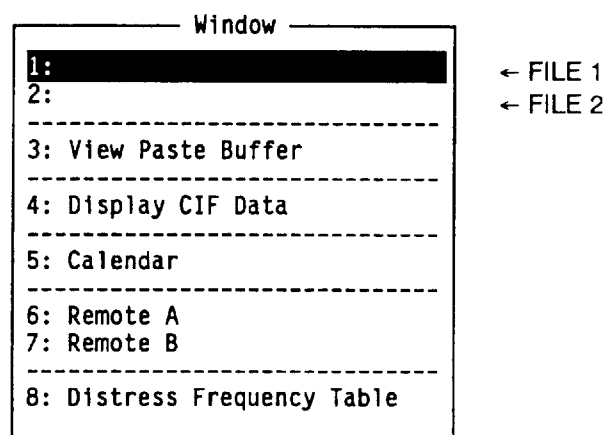 Window
1: ← FILE 1
2: ← FILE 2
3: View Paste Buffer
4: Display CIF Data
5: Calendar
6: Remote A
7: Remote B
8: Distress Frequency Table